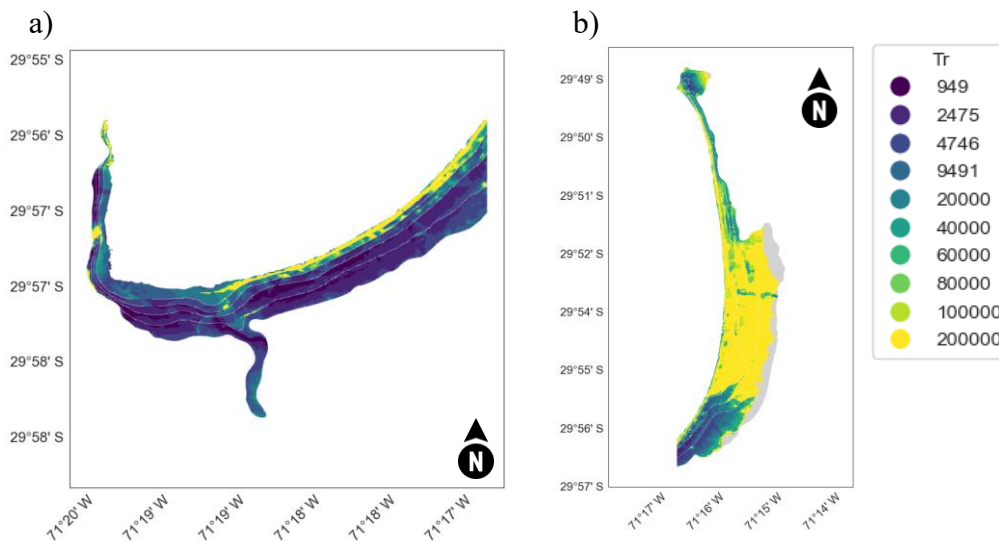 a)
29°55' S
29°56' S
29°57' S
29°57' S
29°58' S
29°58' S
71°20' W
71°19' W
71°19' W
71°18' W
71°18' W
71°17' W
N
b)
29°49' S
29°50' S
29°51' S
29°52' S
29°54' S
29°55' S
29°56' S
29°57' S
71°17' W
71°16' W
71°15' W
71°14' W
N
Tr
949
2475
4746
9491
20000
40000
60000
80000
100000
200000